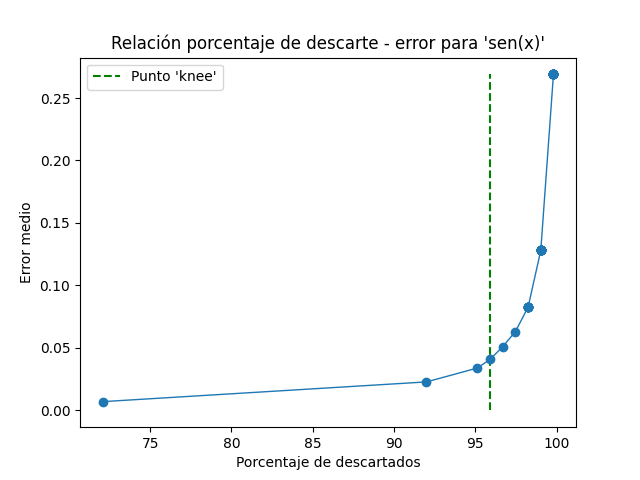 Relación porcentaje de descarte - error para 'sen(x)'
Punto 'knee'
0.25
0.20
0.15
0.10
0.05
0.00
Error medio
75 80 85 90 95 100
Porcentaje de descartados